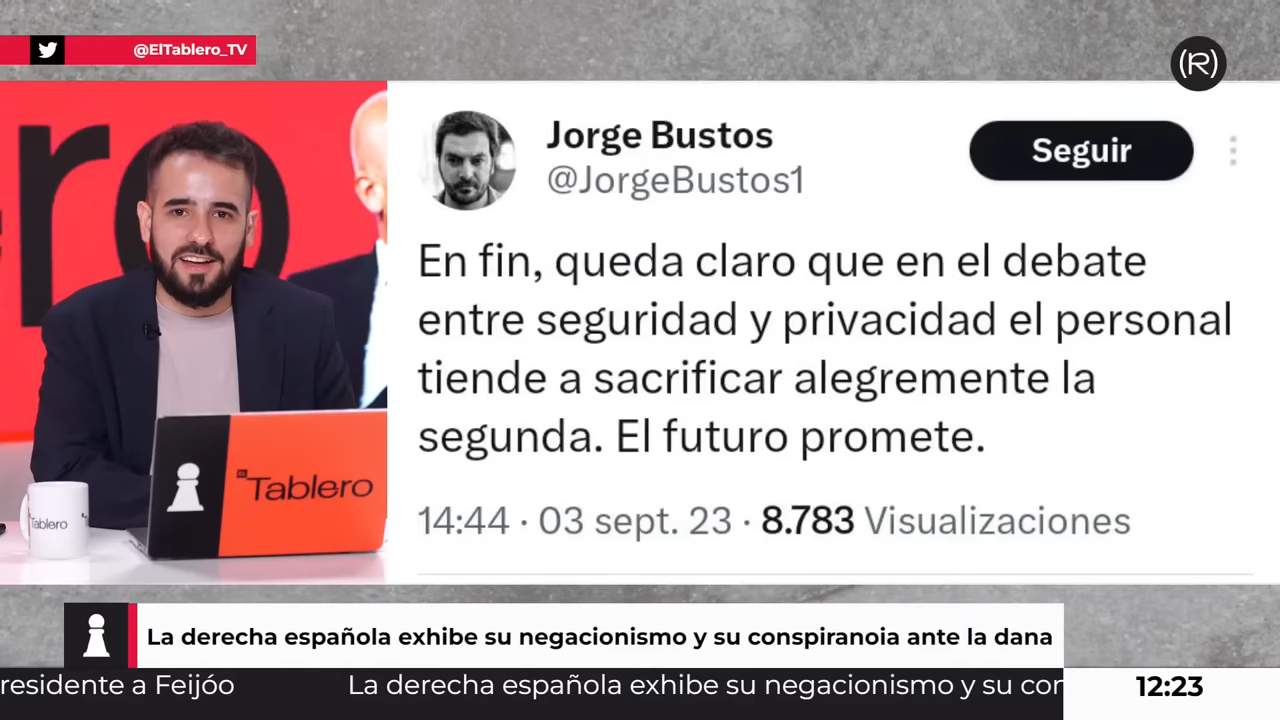 @ElTablero_TV
(R)
ero
Jorge Bustos
@JorgeBustos1
Seguir
En fin, queda claro que en el debate
entre seguridad y privacidad el personal
tiende a sacrificar alegremente la
segunda. El futuro promete.
14:44 · 03 sept. 23 · 8.783 Visualizaciones
EL Tablero
Tablero
La derecha española exhibe su negacionismo y su conspiranoia ante la dana
residente a Feijóo La derecha española exhibe su negacionismo y su cor
12:23